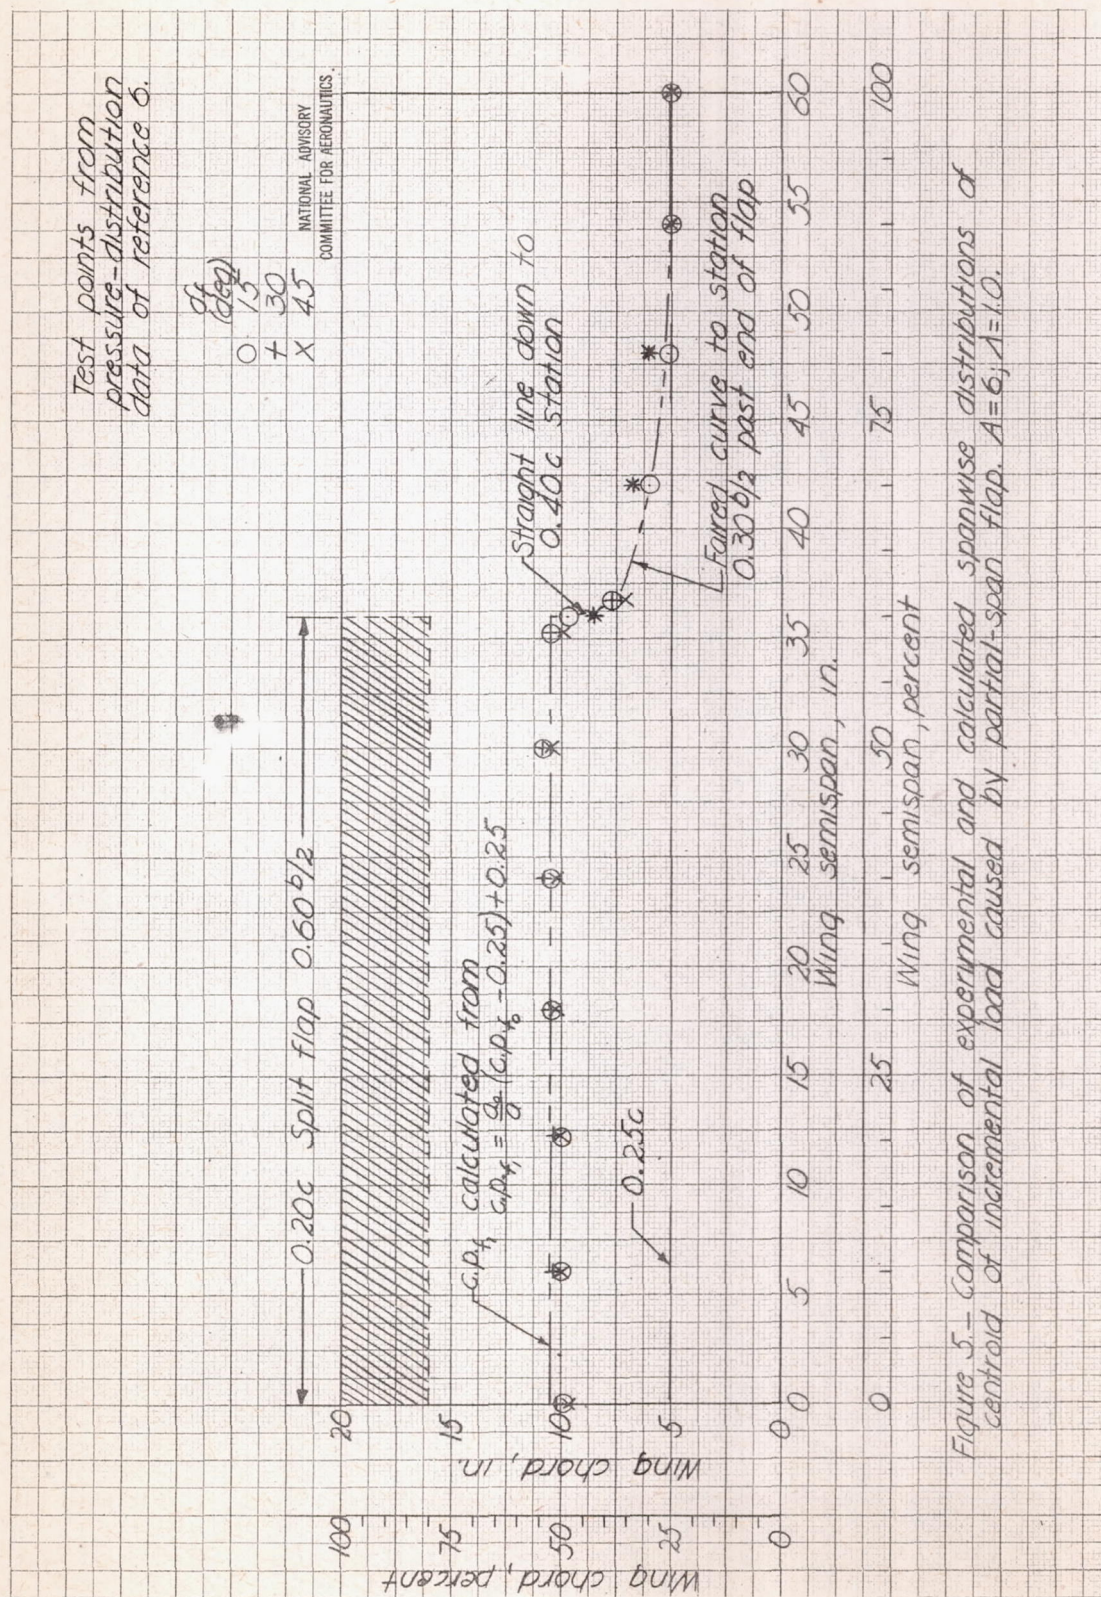 Test points from
pressure-distribution
data of reference 6.
δf
(deg)
O 15
+ 30
X 45
NATIONAL ADVISORY
COMMITTEE FOR AERONAUTICS.
0.20c Split flap 0.60 b/2
c.p.f₁ calculated from
c.p.f₁ = a₀/a (c.p.f₀ - 0.25) + 0.25
Straight line down to
0.40c station
Faired curve to station
0.30 b/2 past end of flap
0.25c
Wing chord, percent
100
75
50
25
0
Wing chord, in.
20
15
10
5
0
0 5 10 15 20 25 30 35 40 45 50 55 60
Wing semispan, in.
0 25 50 75 100
Wing semispan, percent
Figure 5.- Comparison of experimental and calculated spanwise distributions of
centroid of incremental load caused by partial-span flap. A=6; λ=1.0.